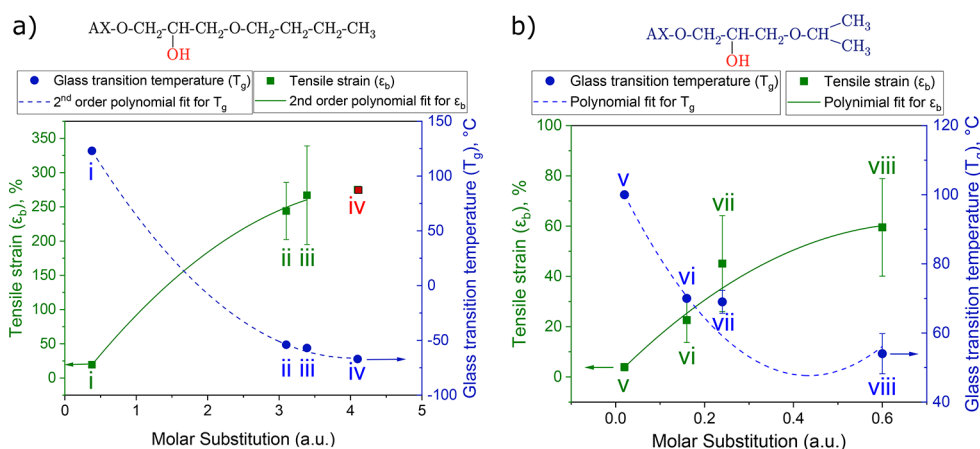 a)
AX-O-CH2-CH-CH2-O-CH2-CH2-CH2-CH3
OH
Glass transition temperature (Tg)
2nd order polynomial fit for Tg
Tensile strain (εb)
2nd order polynomial fit for εb
Tensile strain (εb), %
350
300
250
200
150
100
50
0
i
i
ii
iii
iv
ii
iii
iv
150
100
50
0
-50
-100
Glass transition temperature (Tg), °C
0
1
2
3
4
5
Molar Substitution (a.u.)
b)
AX-O-CH2-CH-CH2-O-CH
CH3
CH3
OH
Glass transition temperature (Tg)
Polynomial fit for Tg
Tensile strain (εb)
Polynimial fit for εb
Tensile strain (εb), %
100
80
60
40
20
0
v
vii
viii
vi
vii
vi
v
viii
120
100
80
60
40
Glass transition temperature (Tg), °C
0.0
0.2
0.4
0.6
Molar Substitution (a.u.)